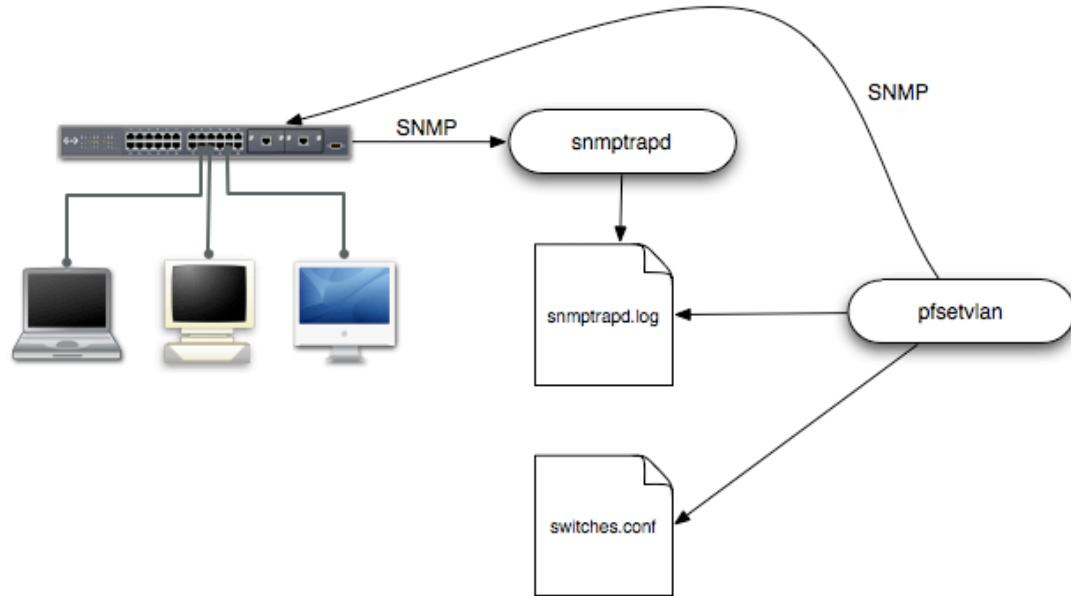 SNMP
SNMP
snmptrapd
snmptrapd.log
pfsetvlan
switches.conf